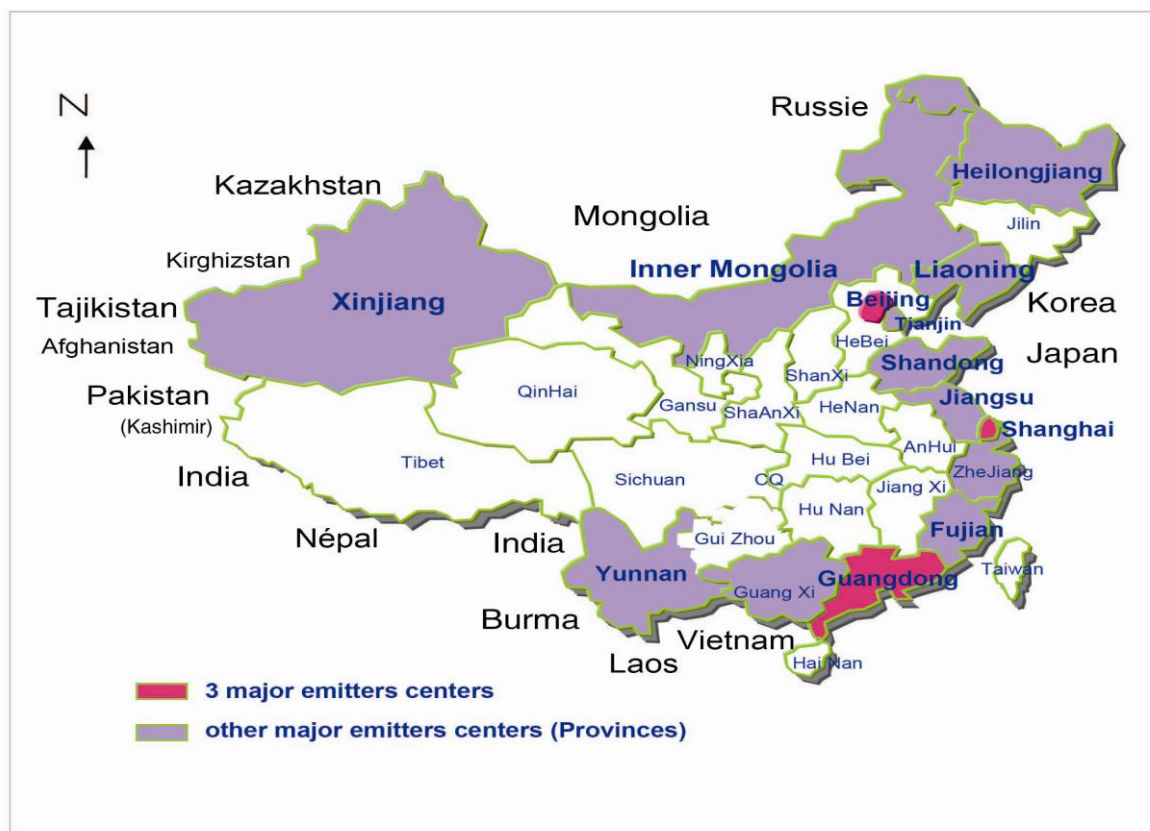 N
Russie
Heilongjiang
Kazakhstan
Jilin
Mongolia
Kirghizstan
Inner Mongolia
Liaoning
Xinjiang
Beijing
Korea
Tajikistan
Tianjin
Afghanistan
HeBei
Japan
NingXia
Shandong
ShanXi
Pakistan
QinHai
Jiangsu
Gansu
ShaAnXi
HeNan
(Kashimir)
Shanghai
AnHui
Tibet
Hu Bei
India
Sichuan
CQ
ZheJiang
Jiang Xi
Hu Nan
Népal
India
Gui Zhou
Fujian
Taiwan
Yunnan
Guangdong
Guang Xi
Burma
Vietnam
Laos
Hai Nan
3 major emitters centers
other major emitters centers (Provinces)